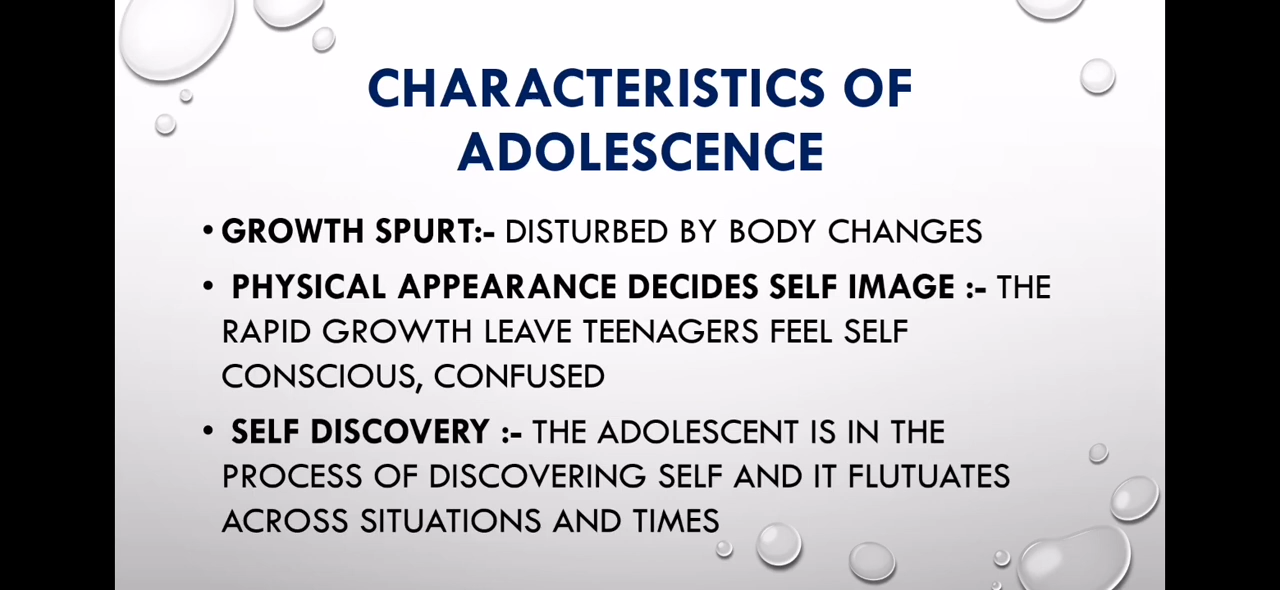 CHARACTERISTICS OF
ADOLESCENCE
• GROWTH SPURT:- DISTURBED BY BODY CHANGES
• PHYSICAL APPEARANCE DECIDES SELF IMAGE :- THE
RAPID GROWTH LEAVE TEENAGERS FEEL SELF
CONSCIOUS, CONFUSED
• SELF DISCOVERY :- THE ADOLESCENT IS IN THE
PROCESS OF DISCOVERING SELF AND IT FLUTUATES
ACROSS SITUATIONS AND TIMES